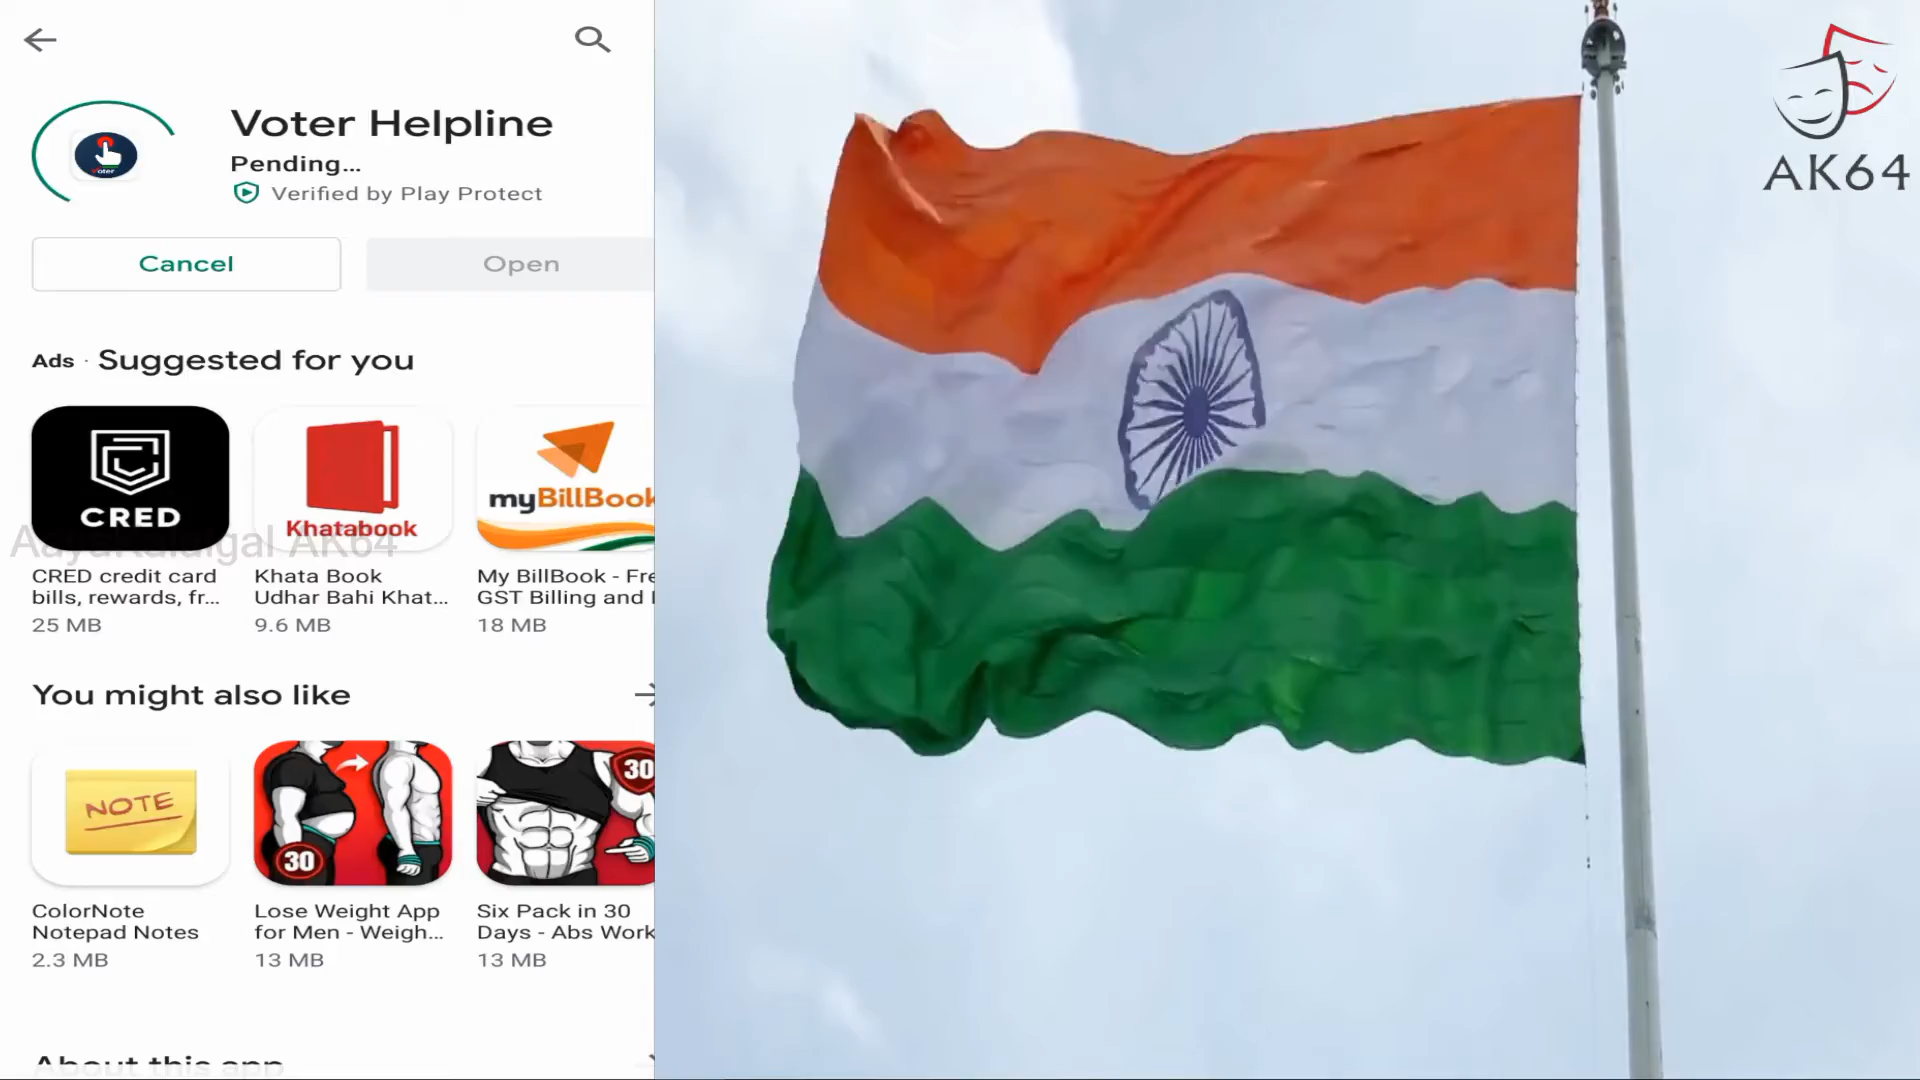 Voter Helpline
Pending...
Verified by Play Protect
Cancel
Open
Ads · Suggested for you
CRED
Khatabook
myBillBook
CRED credit card
bills, rewards, fr...
25 MB
Khata Book
Udhar Bahi Khat...
9.6 MB
My BillBook - Fre
GST Billing and
18 MB
You might also like
NOTE
30
30
ColorNote
Notepad Notes
2.3 MB
Lose Weight App
for Men - Weigh...
13 MB
Six Pack in 30
Days - Abs Work
13 MB
About this app
AK64
AK64